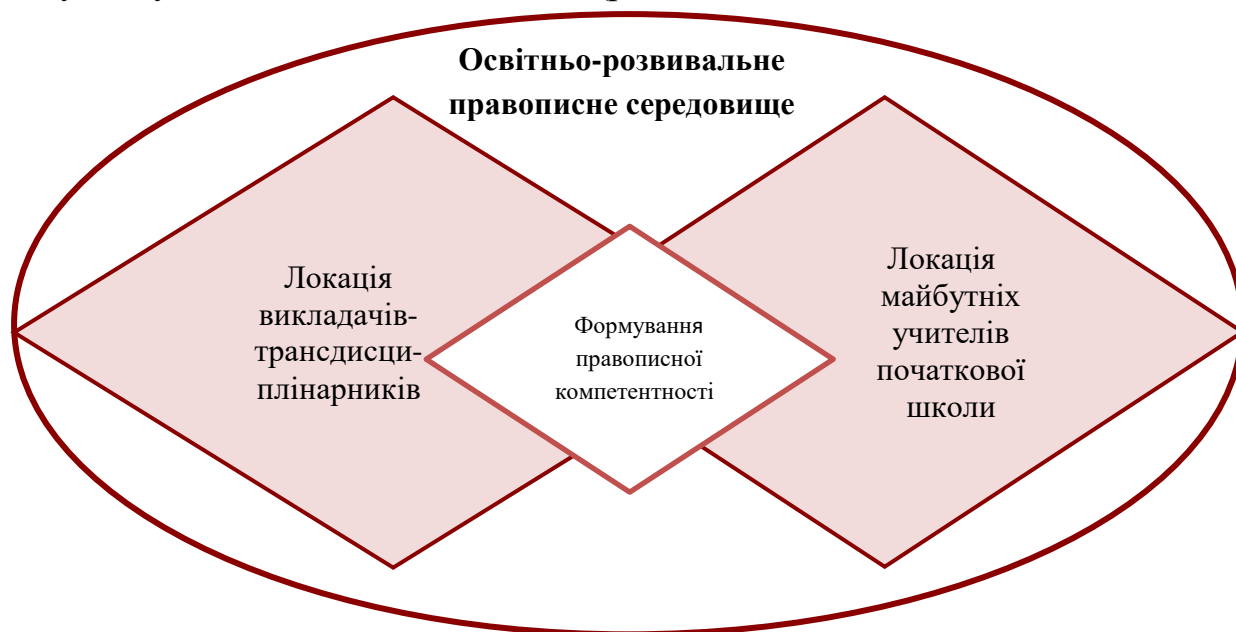 Освітньо-розвивальне
правописне середовище
Локація
викладачів-
трансдисци-
плінарників
Формування
правописної
компетентності
Локація
майбутніх
учителів
початкової
школи